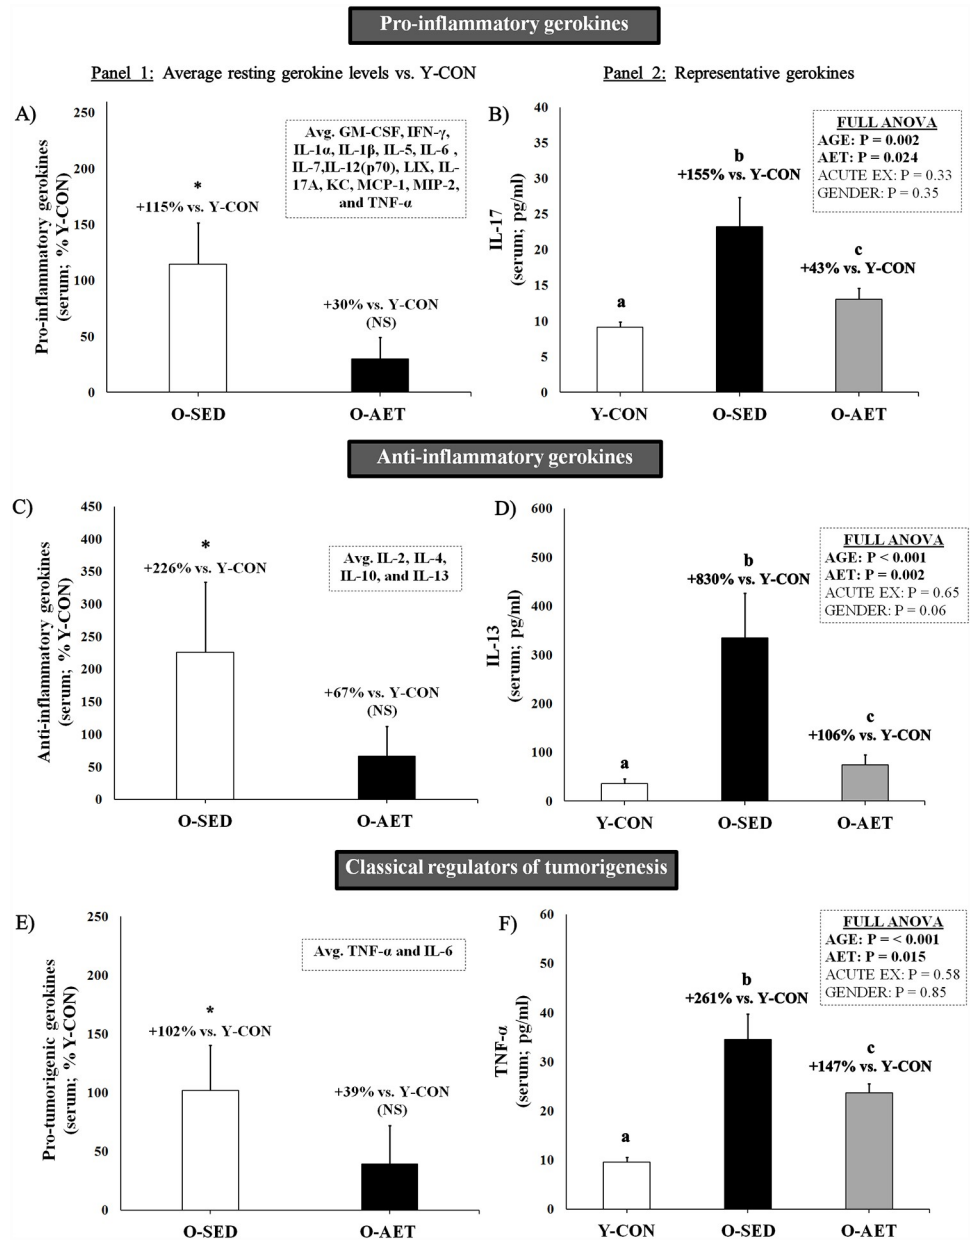 Pro-inflammatory gerokines
Panel 1: Average resting gerokine levels vs. Y-CON
Panel 2: Representative gerokines
A)
Pro-inflammatory gerokines
(serum; % Y-CON)
250
200
150
100
50
0
*
+115% vs. Y-CON
+30% vs. Y-CON
(NS)
Avg. GM-CSF, IFN-γ,
IL-1α, IL-1β, IL-5, IL-6 ,
IL-7,IL-12(p70), LIX, IL-
17A, KC, MCP-1, MIP-2,
and TNF-α
O-SED
O-AET
B)
IL-17
(serum; pg/ml)
40
35
30
25
20
15
10
5
0
a
b
+155% vs. Y-CON
c
+43% vs. Y-CON
FULL ANOVA
AGE: P = 0.002
AET: P = 0.024
ACUTE EX: P = 0.33
GENDER: P = 0.35
Y-CON
O-SED
O-AET
Anti-inflammatory gerokines
C)
Anti-inflammatory gerokines
(serum; % Y-CON)
450
400
350
300
250
200
150
100
50
0
*
+226% vs. Y-CON
+67% vs. Y-CON
(NS)
Avg. IL-2, IL-4,
IL-10, and IL-13
O-SED
O-AET
D)
IL-13
(serum; pg/ml)
600
500
400
300
200
100
0
a
b
+830% vs. Y-CON
c
+106% vs. Y-CON
FULL ANOVA
AGE: P < 0.001
AET: P = 0.002
ACUTE EX: P = 0.65
GENDER: P = 0.06
Y-CON
O-SED
O-AET
Classical regulators of tumorigenesis
E)
Pro-tumorigenic gerokines
(serum; % Y-CON)
250
200
150
100
50
0
*
+102% vs. Y-CON
+39% vs. Y-CON
(NS)
Avg. TNF-α and IL-6
O-SED
O-AET
F)
TNF-α
(serum; pg/ml)
60
50
40
30
20
10
0
a
b
+261% vs. Y-CON
c
+147% vs. Y-CON
FULL ANOVA
AGE: P = < 0.001
AET: P = 0.015
ACUTE EX: P = 0.58
GENDER: P = 0.85
Y-CON
O-SED
O-AET